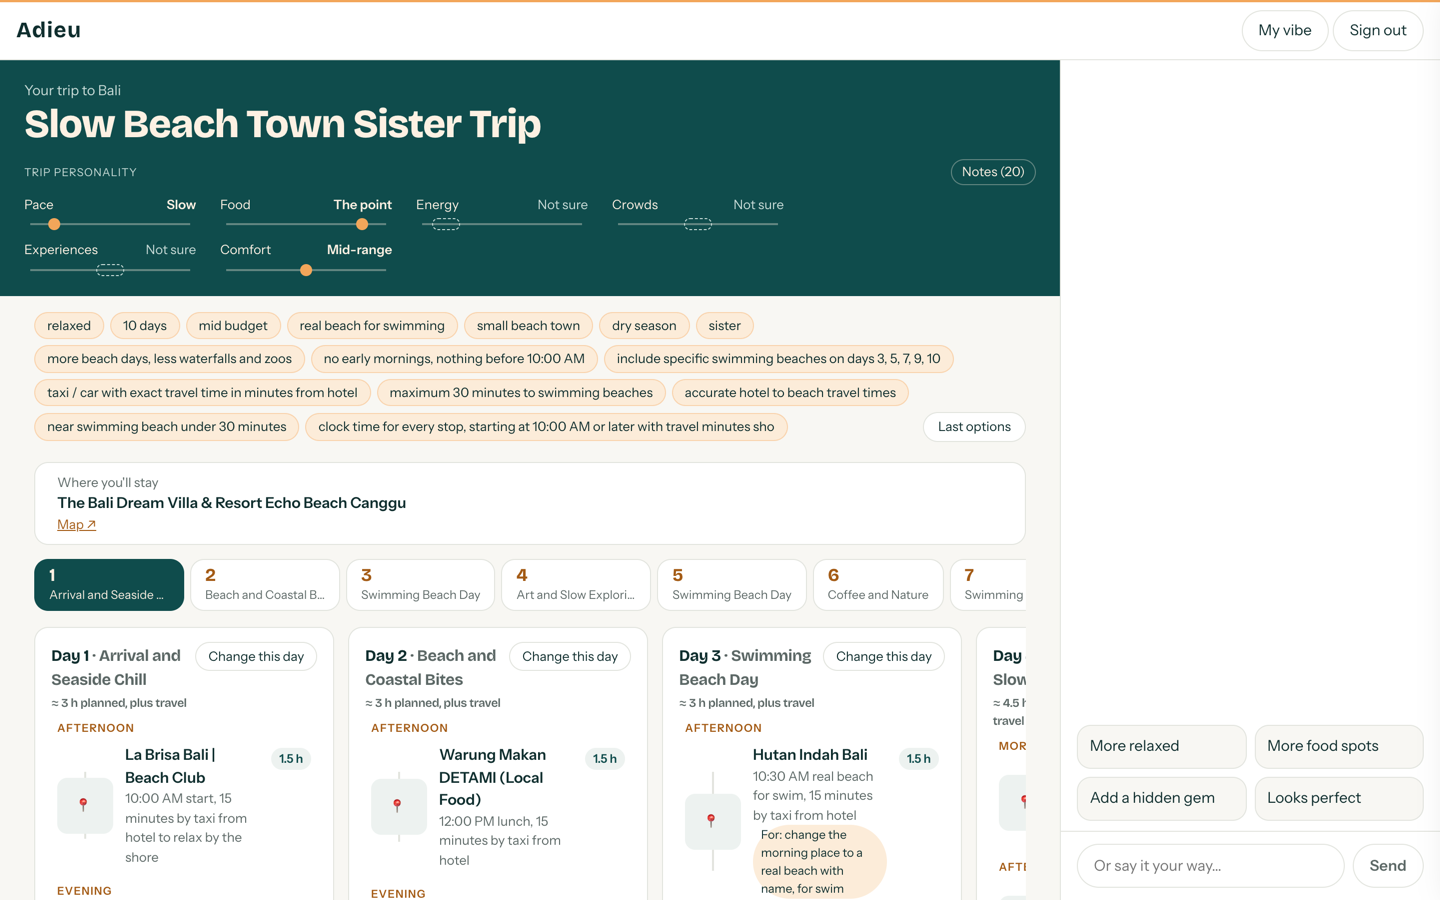 Adieu
My vibe
Sign out
Your trip to Bali
Slow Beach Town Sister Trip
TRIP PERSONALITY
Notes (20)
Pace Slow
Food The point
Energy Not sure
Crowds Not sure
Experiences Not sure
Comfort Mid-range
relaxed
10 days
mid budget
real beach for swimming
small beach town
dry season
sister
more beach days, less waterfalls and zoos
no early mornings, nothing before 10:00 AM
include specific swimming beaches on days 3, 5, 7, 9, 10
taxi / car with exact travel time in minutes from hotel
maximum 30 minutes to swimming beaches
accurate hotel to beach travel times
near swimming beach under 30 minutes
clock time for every stop, starting at 10:00 AM or later with travel minutes sho
Last options
Where you'll stay
The Bali Dream Villa & Resort Echo Beach Canggu
Map ↗
1
Arrival and Seaside ...
2
Beach and Coastal B...
3
Swimming Beach Day
4
Art and Slow Explori...
5
Swimming Beach Day
6
Coffee and Nature
7
Swimming
Day 1 · Arrival and
Seaside Chill
Change this day
≈ 3 h planned, plus travel
AFTERNOON
La Brisa Bali |
Beach Club
1.5 h
10:00 AM start, 15
minutes by taxi from
hotel to relax by the
shore
EVENING
Day 2 · Beach and
Coastal Bites
Change this day
≈ 3 h planned, plus travel
AFTERNOON
Warung Makan
DETAMI (Local
Food)
1.5 h
12:00 PM lunch, 15
minutes by taxi from
hotel
EVENING
Day 3 · Swimming
Beach Day
Change this day
≈ 3 h planned, plus travel
AFTERNOON
Hutan Indah Bali
1.5 h
10:30 AM real beach
for swim, 15 minutes
by taxi from hotel
For: change the
morning place to a
real beach with
name, for swim
Day
Slow
≈ 4.5 h
travel
MOR
AFTE
More relaxed
More food spots
Add a hidden gem
Looks perfect
Or say it your way...
Send